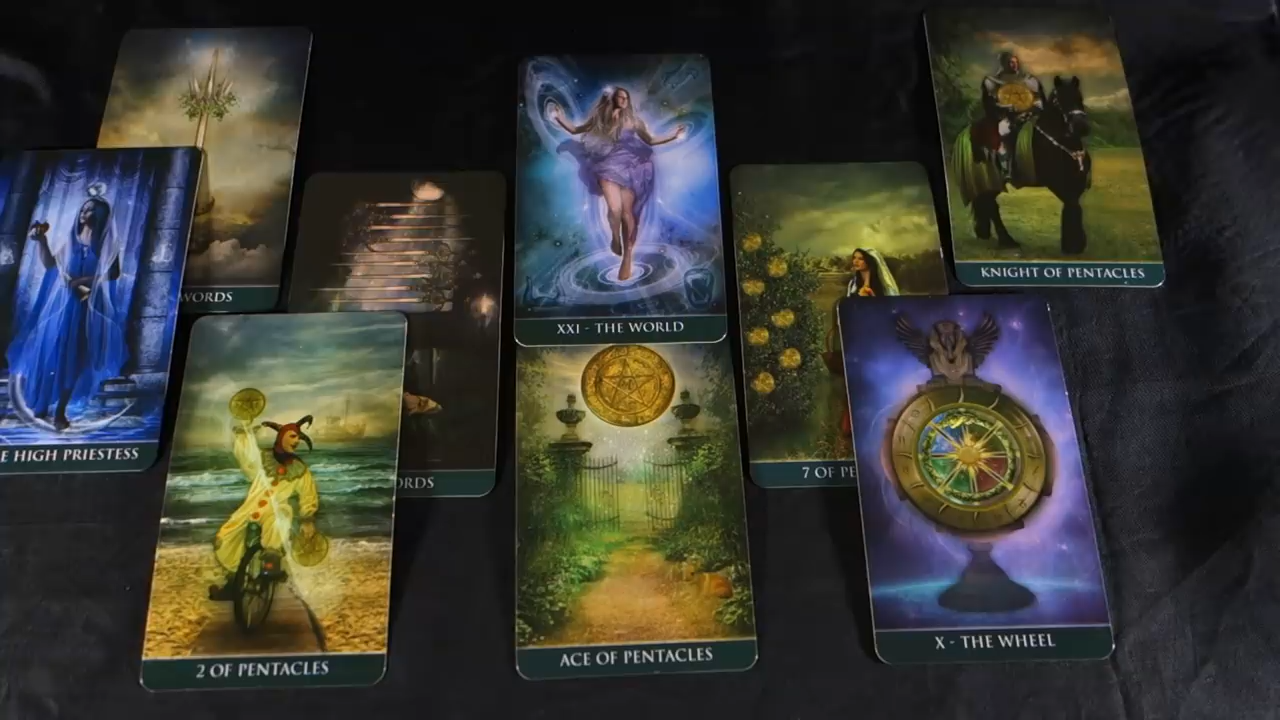 KNIGHT OF PENTACLES
WORDS
XXI - THE WORLD
E HIGH PRIESTESS
7 OF PE
ORDS
X - THE WHEEL
ACE OF PENTACLES
2 OF PENTACLES